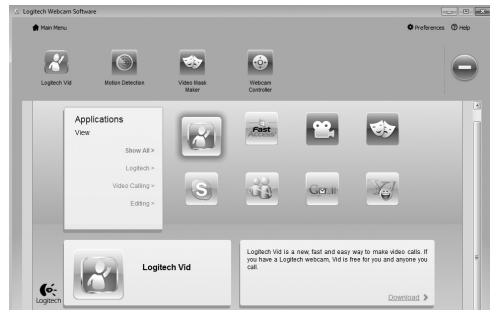 Logitech Webcam Software
Main Menu
Preferences
Help
Logitech Vid
Motion Detection
Video Mask
Maker
Webcam
Controller
Applications
View
Show All >
Logitech >
Video Calling >
Editing >
Fast
ACCESS
S
Logitech Vid
Logitech Vid is a new, fast and easy way to make video calls. If
you have a Logitech webcam, Vid is free for you and anyone you
call.
Download
Logitech